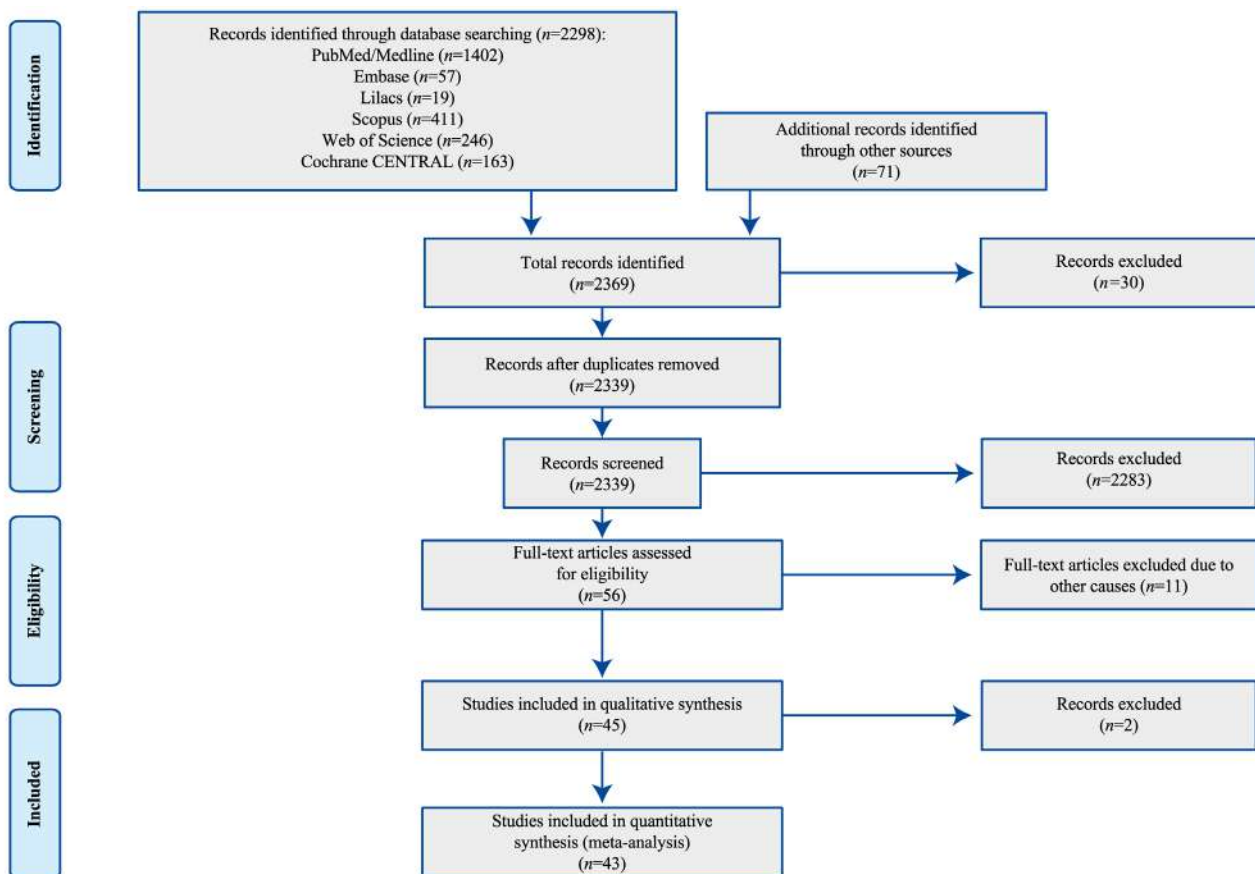 Identification
Records identified through database searching (n=2298):
PubMed/Medline (n=1402)
Embase (n=57)
Lilacs (n=19)
Scopus (n=411)
Web of Science (n=246)
Cochrane CENTRAL (n=163)
Additional records identified
through other sources
(n=71)
Total records identified
(n=2369)
Records excluded
(n=30)
Screening
Records after duplicates removed
(n=2339)
Records screened
(n=2339)
Records excluded
(n=2283)
Eligibility
Full-text articles assessed
for eligibility
(n=56)
Full-text articles excluded due to
other causes (n=11)
Studies included in qualitative synthesis
(n=45)
Records excluded
(n=2)
Included
Studies included in quantitative
synthesis (meta-analysis)
(n=43)